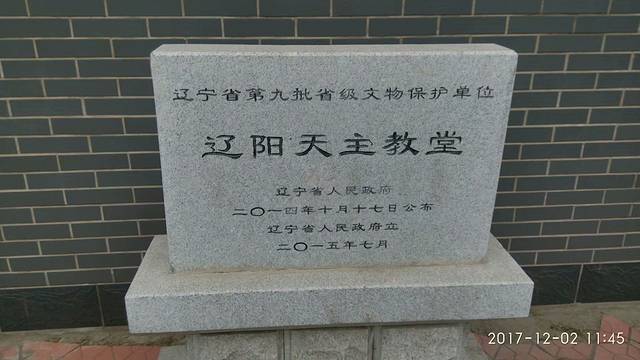 辽宁省第九批省级文物保护单位
辽阳天主教堂
辽宁省人民政府
二〇一四年十月十七日公布
辽宁省人民政府立
二〇一五年七月
2017-12-02 11:45